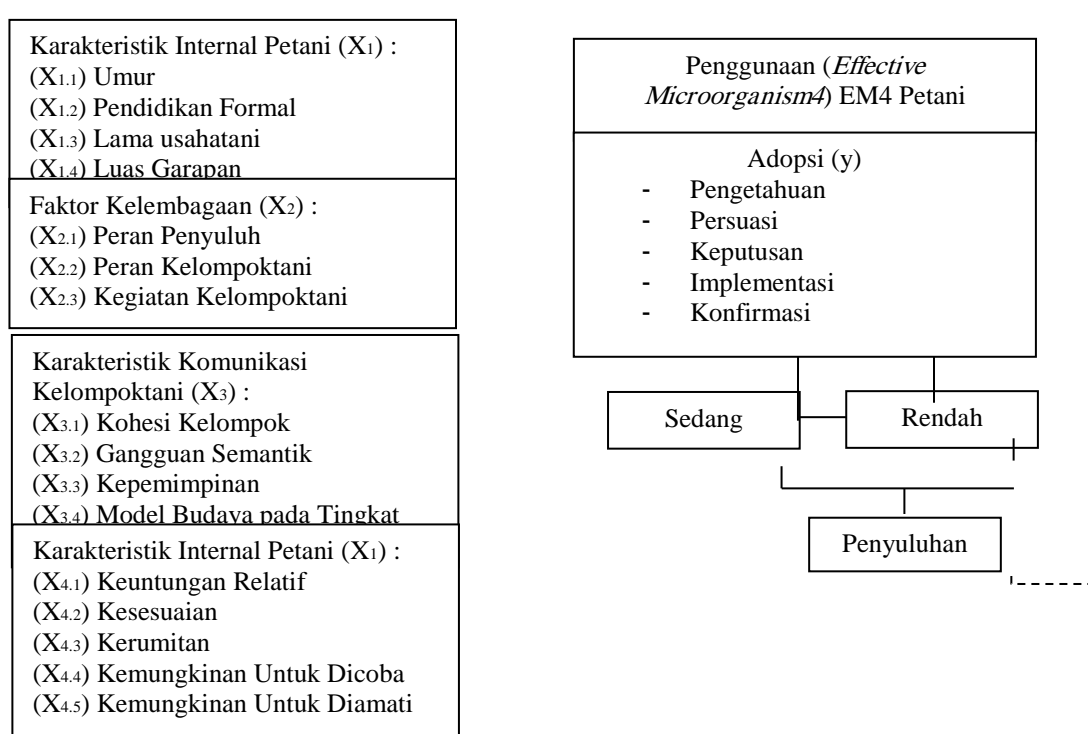 Karakteristik Internal Petani (X1) :
(X1.1) Umur
(X1.2) Pendidikan Formal
(X1.3) Lama usahatani
(X1.4) Luas Garapan
Faktor Kelembagaan (X2) :
(X2.1) Peran Penyuluh
(X2.2) Peran Kelompoktani
(X2.3) Kegiatan Kelompoktani
Karakteristik Komunikasi
Kelompoktani (X3) :
(X3.1) Kohesi Kelompok
(X3.2) Gangguan Semantik
(X3.3) Kepemimpinan
(X3.4) Model Budaya pada Tingkat
Karakteristik Internal Petani (X1) :
(X4.1) Keuntungan Relatif
(X4.2) Kesesuaian
(X4.3) Kerumitan
(X4.4) Kemungkinan Untuk Dicoba
(X4.5) Kemungkinan Untuk Diamati
Penggunaan (Effective
Microorganism4) EM4 Petani
Adopsi (y)
- Pengetahuan
- Persuasi
- Keputusan
- Implementasi
- Konfirmasi
Sedang
Rendah
Penyuluhan